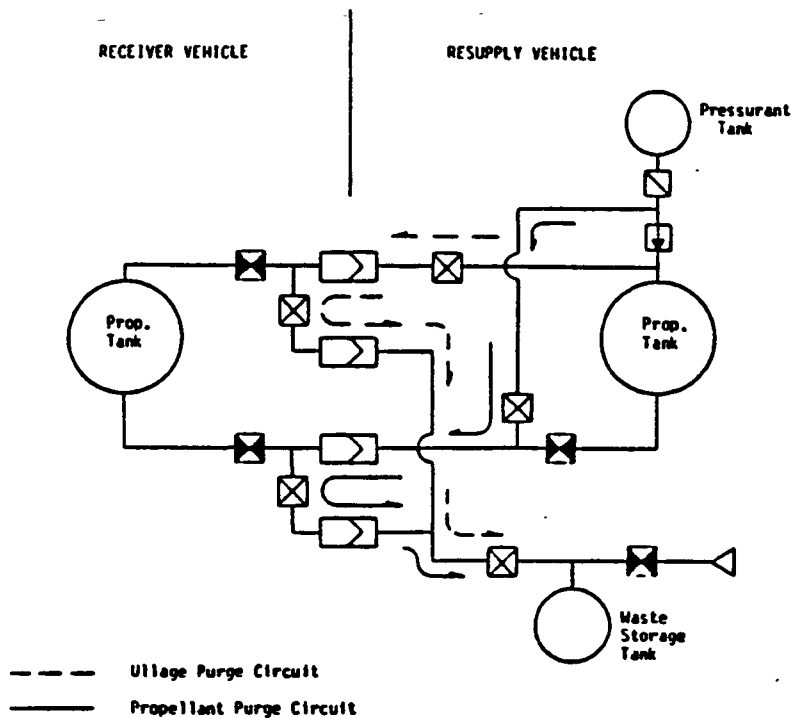 RECEIVER VEHICLE
RESUPPLY VEHICLE
Pressurant
Tank
Prop.
Tank
Prop.
Tank
Waste
Storage
Tank
Ullage Purge Circuit
Propellant Purge Circuit